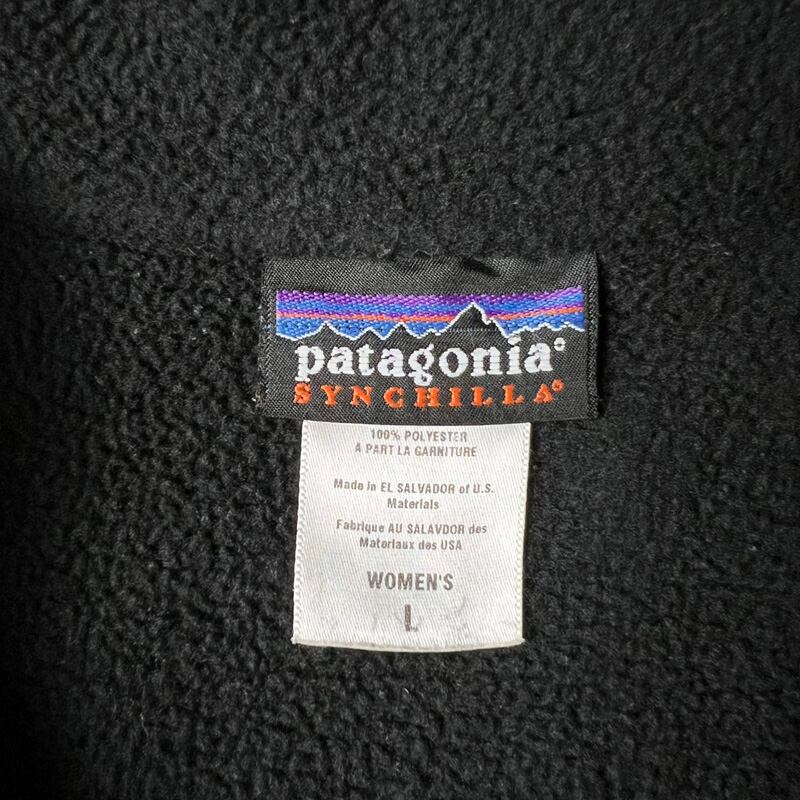 patagonia®
SYNCHILLA®
100% POLYESTER
À PART LA GARNITURE
Made in EL SALVADOR of U.S.
Materials
Fabrique AU SALAVDOR des
Materiaux des USA
WOMEN'S
L